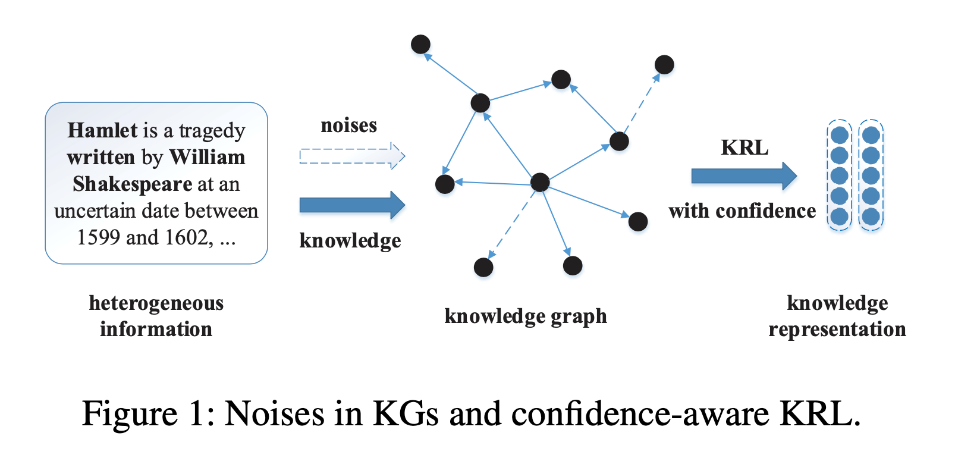 Hamlet is a tragedy
written by William
Shakespeare at an
uncertain date between
1599 and 1602, ...
heterogeneous
information
noises
knowledge
knowledge graph
KRL
with confidence
knowledge
representation
Figure 1: Noises in KGs and confidence-aware KRL.